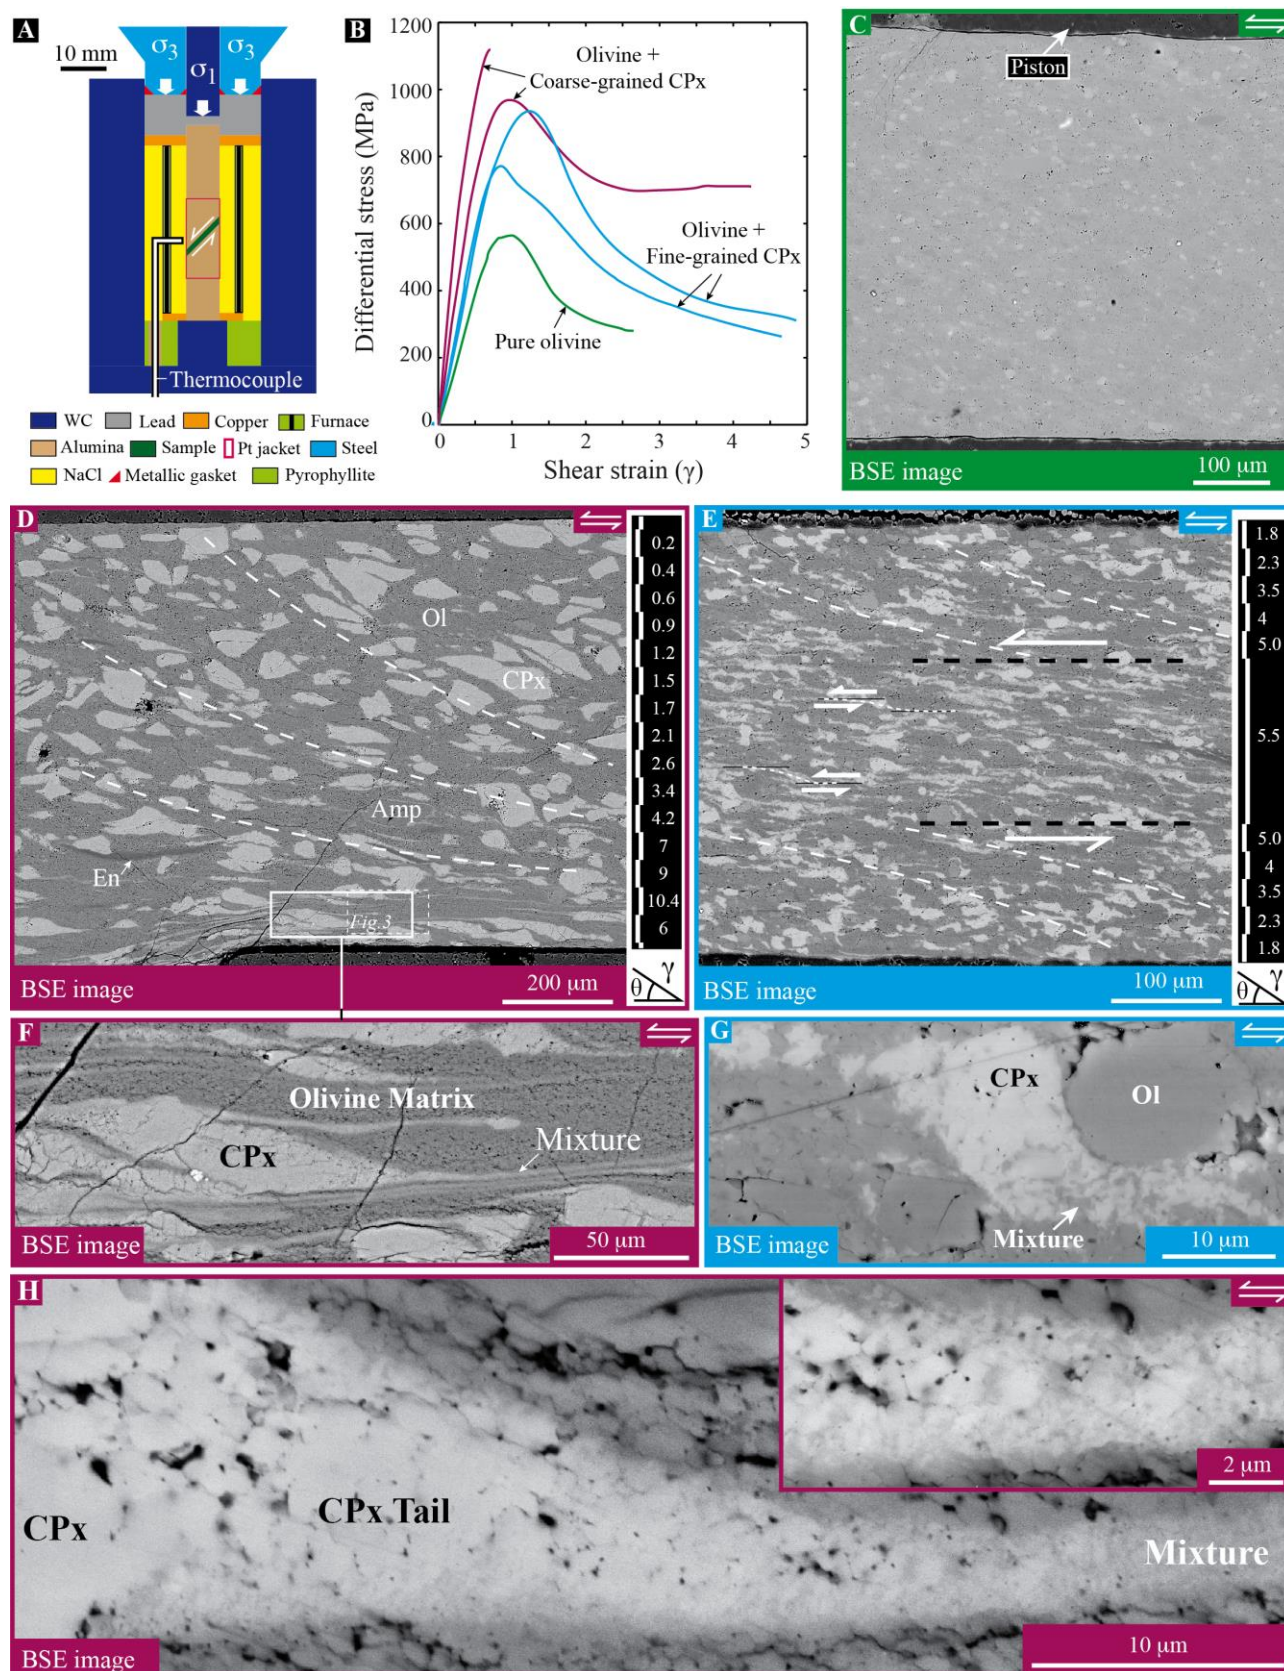 A
10 mm
σ3
σ1
σ3
Thermocouple
WC
Lead
Copper
Furnace
Alumina
Sample
Pt jacket
Steel
NaCl
Metallic gasket
Pyrophyllite
B
Differential stress (MPa)
1200
1000
800
600
400
200
0
0
1
2
3
4
5
Shear strain (γ)
Olivine +
Coarse-grained CPx
Olivine +
Fine-grained CPx
Pure olivine
C
Piston
BSE image
100 μm
D
Ol
CPx
Amp
En
Fig.3
BSE image
200 μm
0.2
0.4
0.6
0.9
1.2
1.5
1.7
2.1
2.6
3.4
4.2
7
9
10.4
6
θ
γ
E
BSE image
100 μm
1.8
2.3
3.5
4
5.0
5.5
5.0
4
3.5
2.3
1.8
θ
γ
F
Olivine Matrix
CPx
Mixture
BSE image
50 μm
G
CPx
Ol
Mixture
BSE image
10 μm
H
2 μm
CPx
CPx Tail
Mixture
BSE image
10 μm